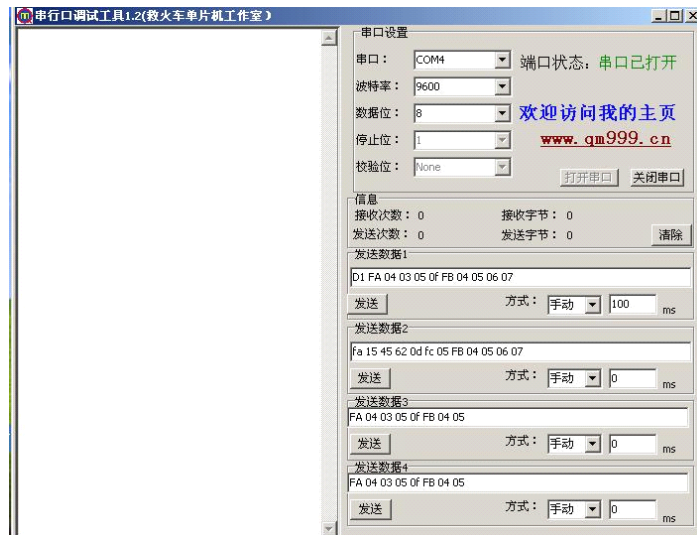 串行口调试工具1.2(救火车单片机工作室)
串口设置
串口： COM4 端口状态：串口已打开
波特率： 9600
数据位： 8 欢迎访问我的主页
停止位： 1 www.qm999.cn
校验位： None 打开串口 关闭串口
信息
接收次数： 0 接收字节： 0
发送次数： 0 发送字节： 0 清除
发送数据1
D1 FA 04 03 05 0f FB 04 05 06 07
发送 方式： 手动 100 ms
发送数据2
fa 15 45 62 0d fc 05 FB 04 05 06 07
发送 方式： 手动 0 ms
发送数据3
FA 04 03 05 0f FB 04 05
发送 方式： 手动 0 ms
发送数据4
FA 04 03 05 0f FB 04 05
发送 方式： 手动 0 ms